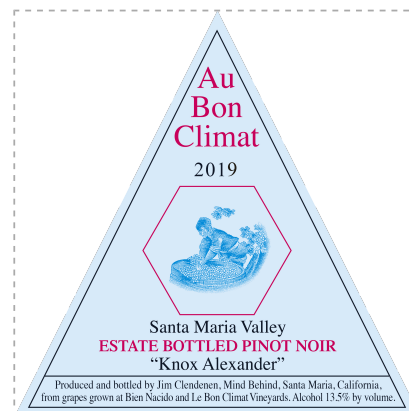 Au
Bon
Climat
2019
Santa Maria Valley
ESTATE BOTTLED PINOT NOIR
“Knox Alexander”
Produced and bottled by Jim Clendenen, Mind Behind, Santa Maria, California,
from grapes grown at Bien Nacido and Le Bon Climat Vineyards. Alcohol 13.5% by volume.